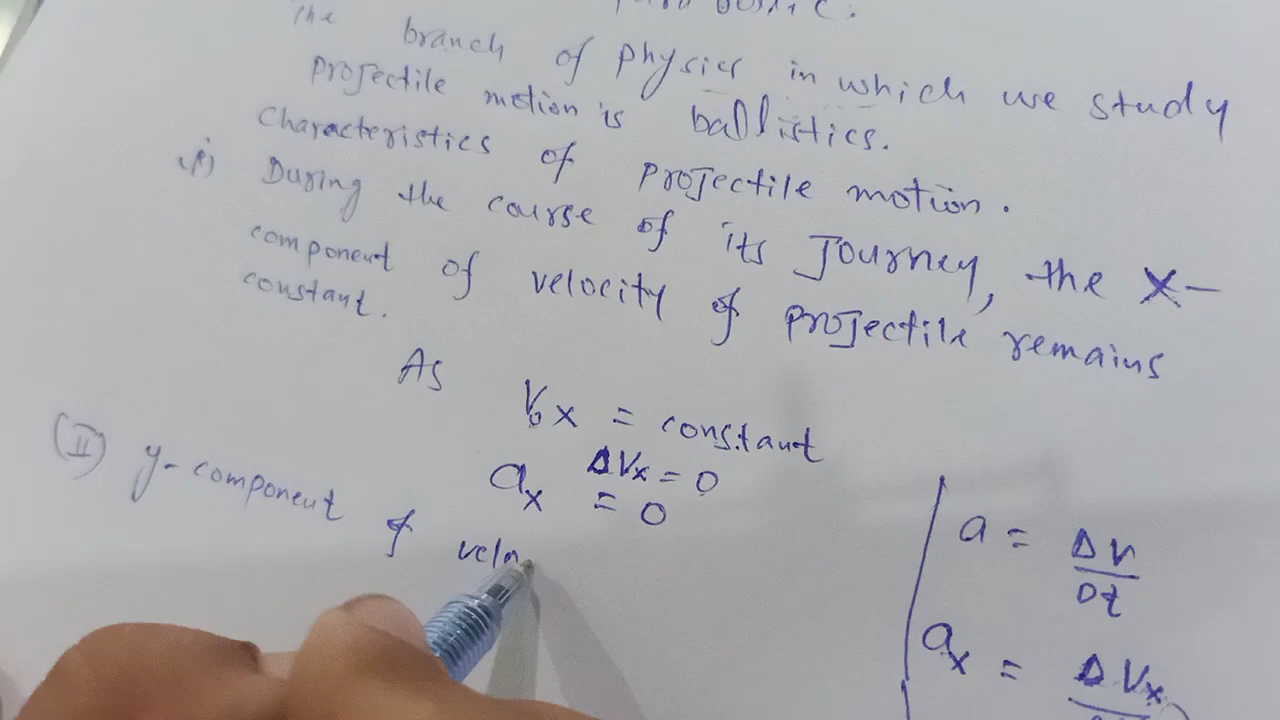 The branch of physics in which we study
projectile motion is ballistics.
Characteristics of projectile motion.
(i) During the course of its Journey, the X-
component of velocity of projectile remains
constant.
As Vox = constant
ΔVx = 0
ax = 0
(II) y-component of velo
a = ΔV / Δt
ax = ΔVx